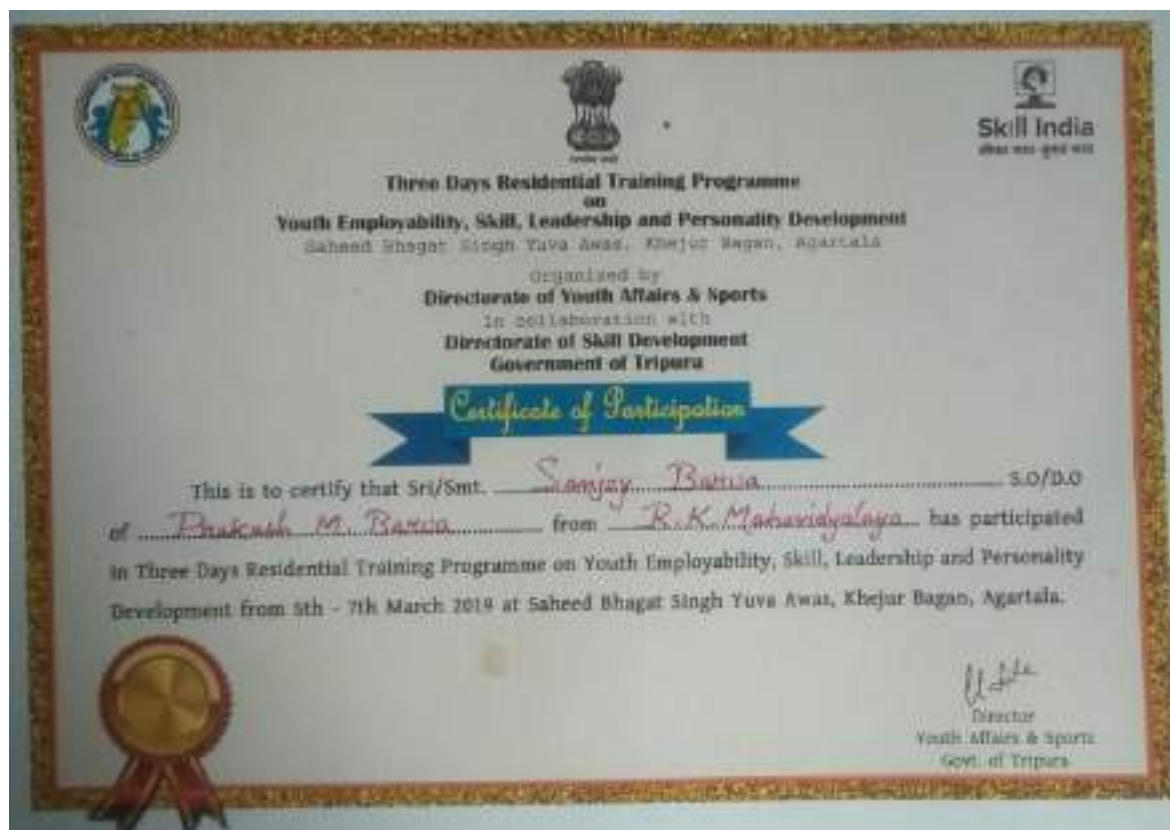 Skill India
Three Days Residential Training Programme
on
Youth Employability, Skill, Leadership and Personality Development
Saheed Bhagat Singh Yuva Awas, Khejur Bagan, Agartala
Organised by
Directorate of Youth Affairs & Sports
in collaboration with
Directorate of Skill Development
Government of Tripura
Certificate of Participation
This is to certify that Sri/Smt. Sanjay S.O/D.O
of Prakash M. from R.K. Mahavidyalaya has participated
in Three Days Residential Training Programme on Youth Employability, Skill, Leadership and Personality
Development from 5th - 7th March 2019 at Saheed Bhagat Singh Yuva Awas, Khejur Bagan, Agartala.
Director
Youth Affairs & Sports
Govt. of Tripura